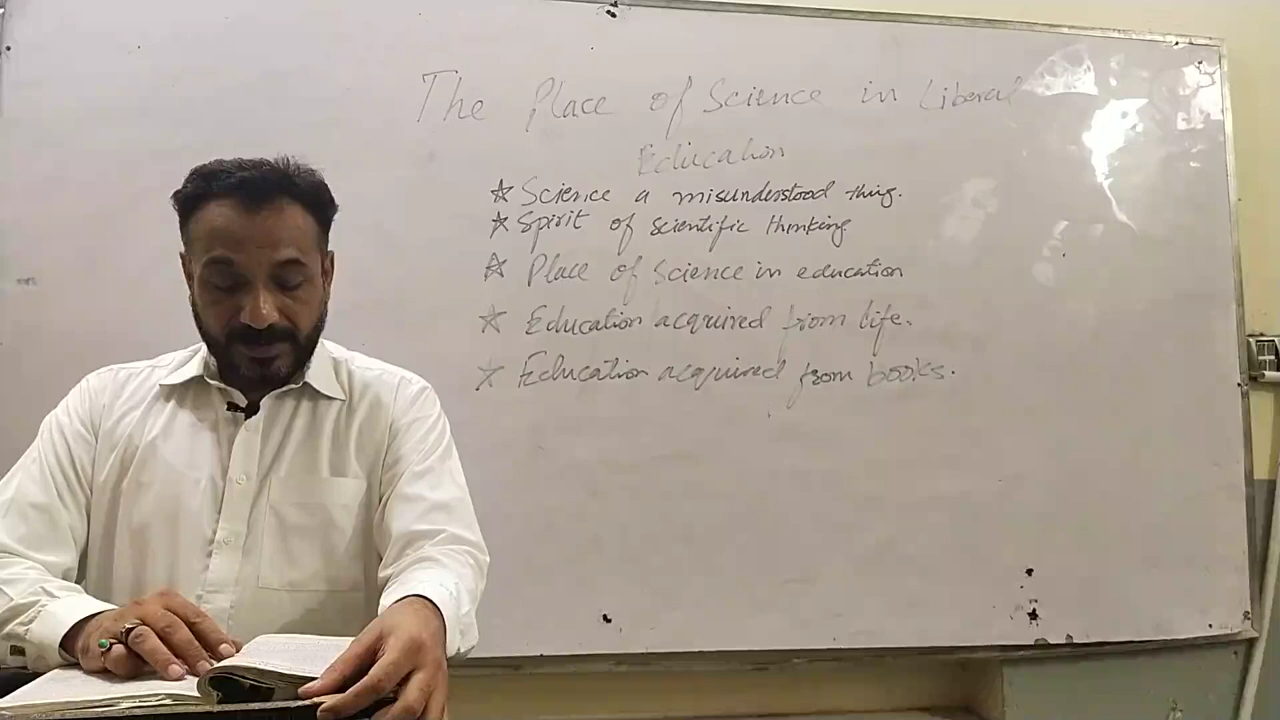 The Place of Science in Liberal
Education
☆ Science a misunderstood thing.
☆ Spirit of scientific thinking
☆ Place of Science in education
☆ Education acquired from life.
☆ Education acquired from books.